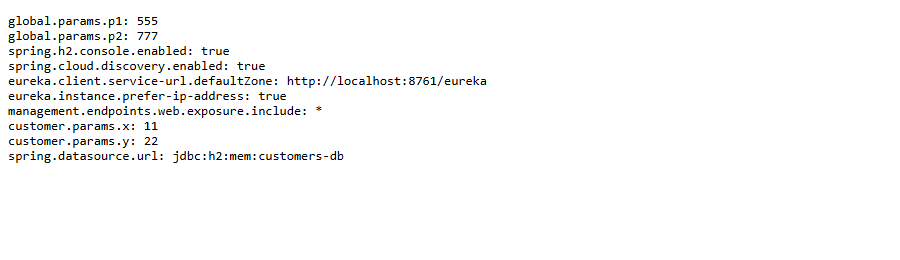 global.params.p1: 555
global.params.p2: 777
spring.h2.console.enabled: true
spring.cloud.discovery.enabled: true
eureka.client.service-url.defaultZone: http://localhost:8761/eureka
eureka.instance.prefer-ip-address: true
management.endpoints.web.exposure.include: *
customer.params.x: 11
customer.params.y: 22
spring.datasource.url: jdbc:h2:mem:customers-db